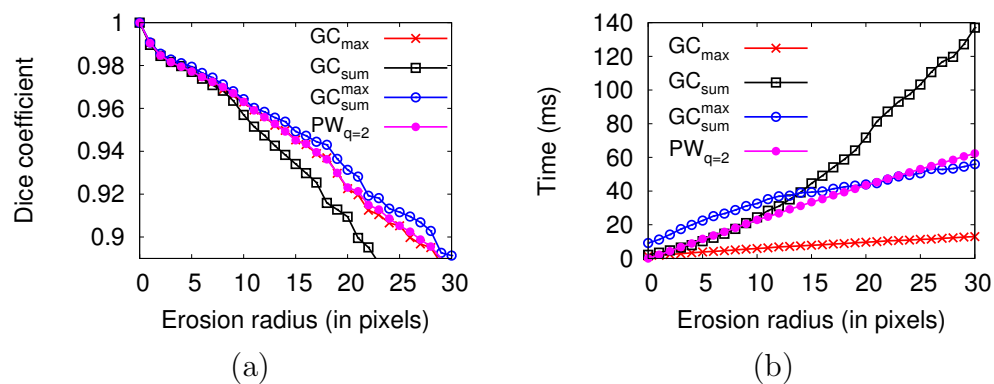 1
0.98
0.96
0.94
0.92
0.9
0 5 10 15 20 25 30
Dice coefficient
Erosion radius (in pixels)
GCmax
GCsum
GCmaxsum
PWq=2
(a)
140
120
100
80
60
40
20
0
0 5 10 15 20 25 30
Time (ms)
Erosion radius (in pixels)
GCmax
GCsum
GCmaxsum
PWq=2
(b)